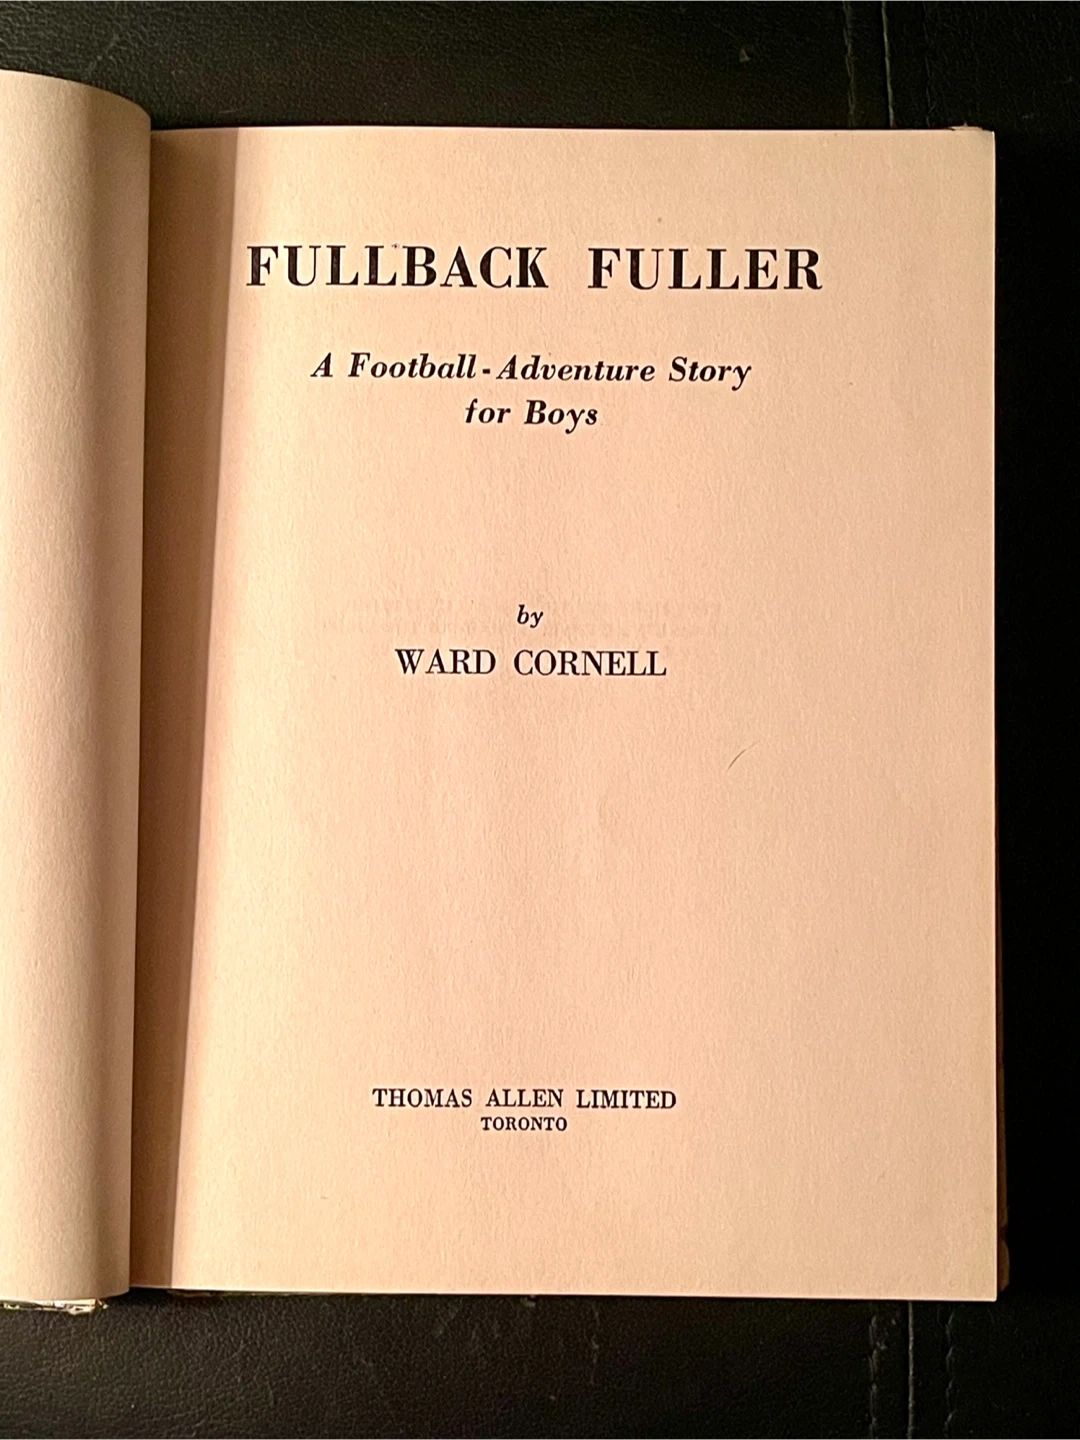 FULLBACK FULLER
A Football-Adventure Story
for Boys
by
WARD CORNELL
THOMAS ALLEN LIMITED
TORONTO